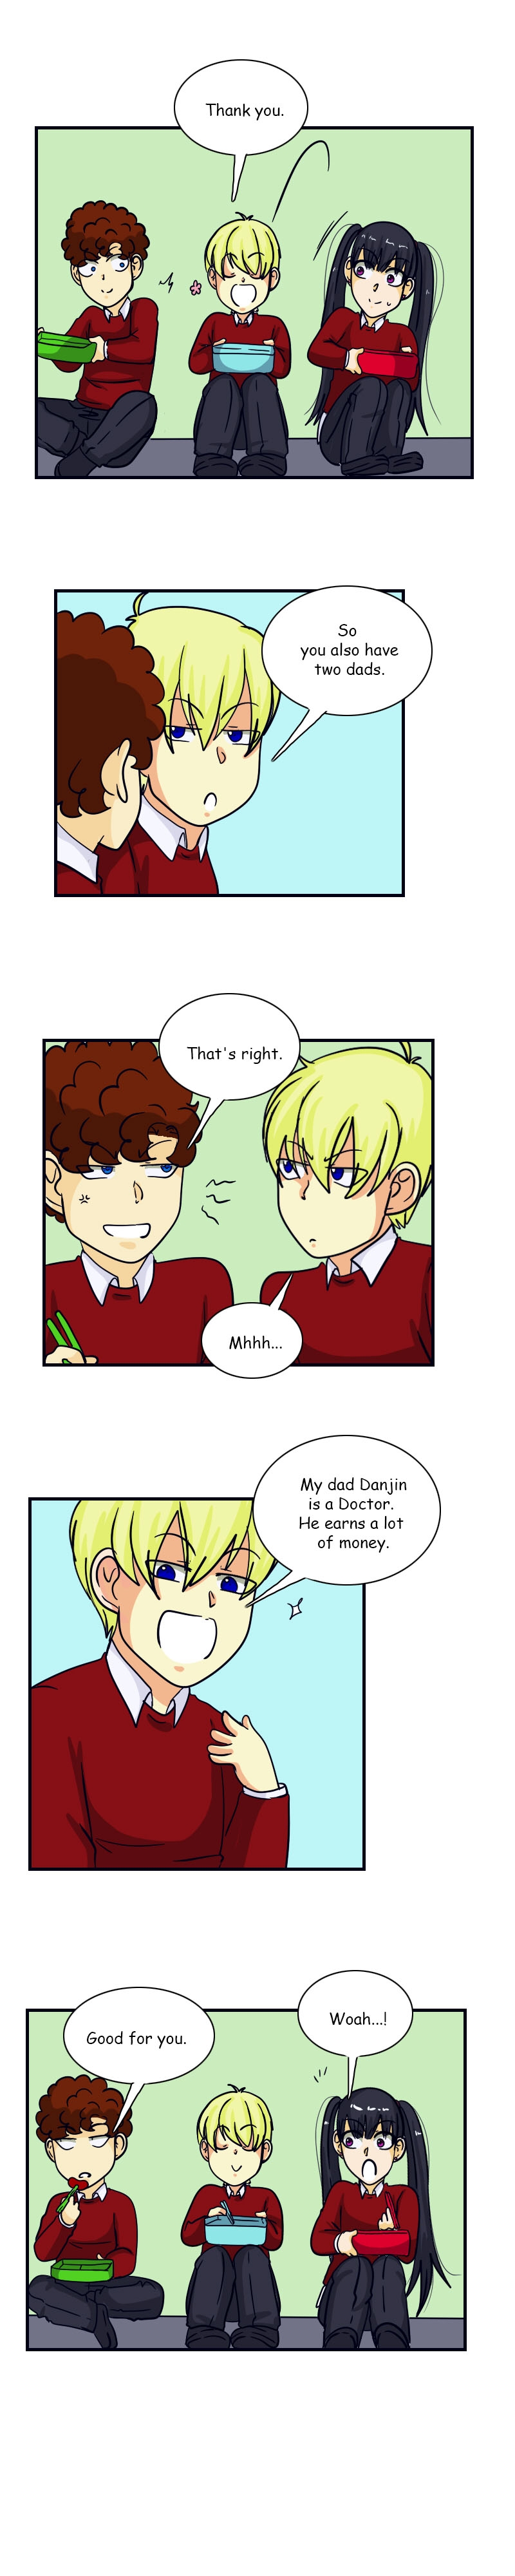 Thank you.
So
you also have
two dads.
That's right.
Mhhh...
My dad Danjin
is a Doctor.
He earns a lot
of money.
Good for you.
Woah...!